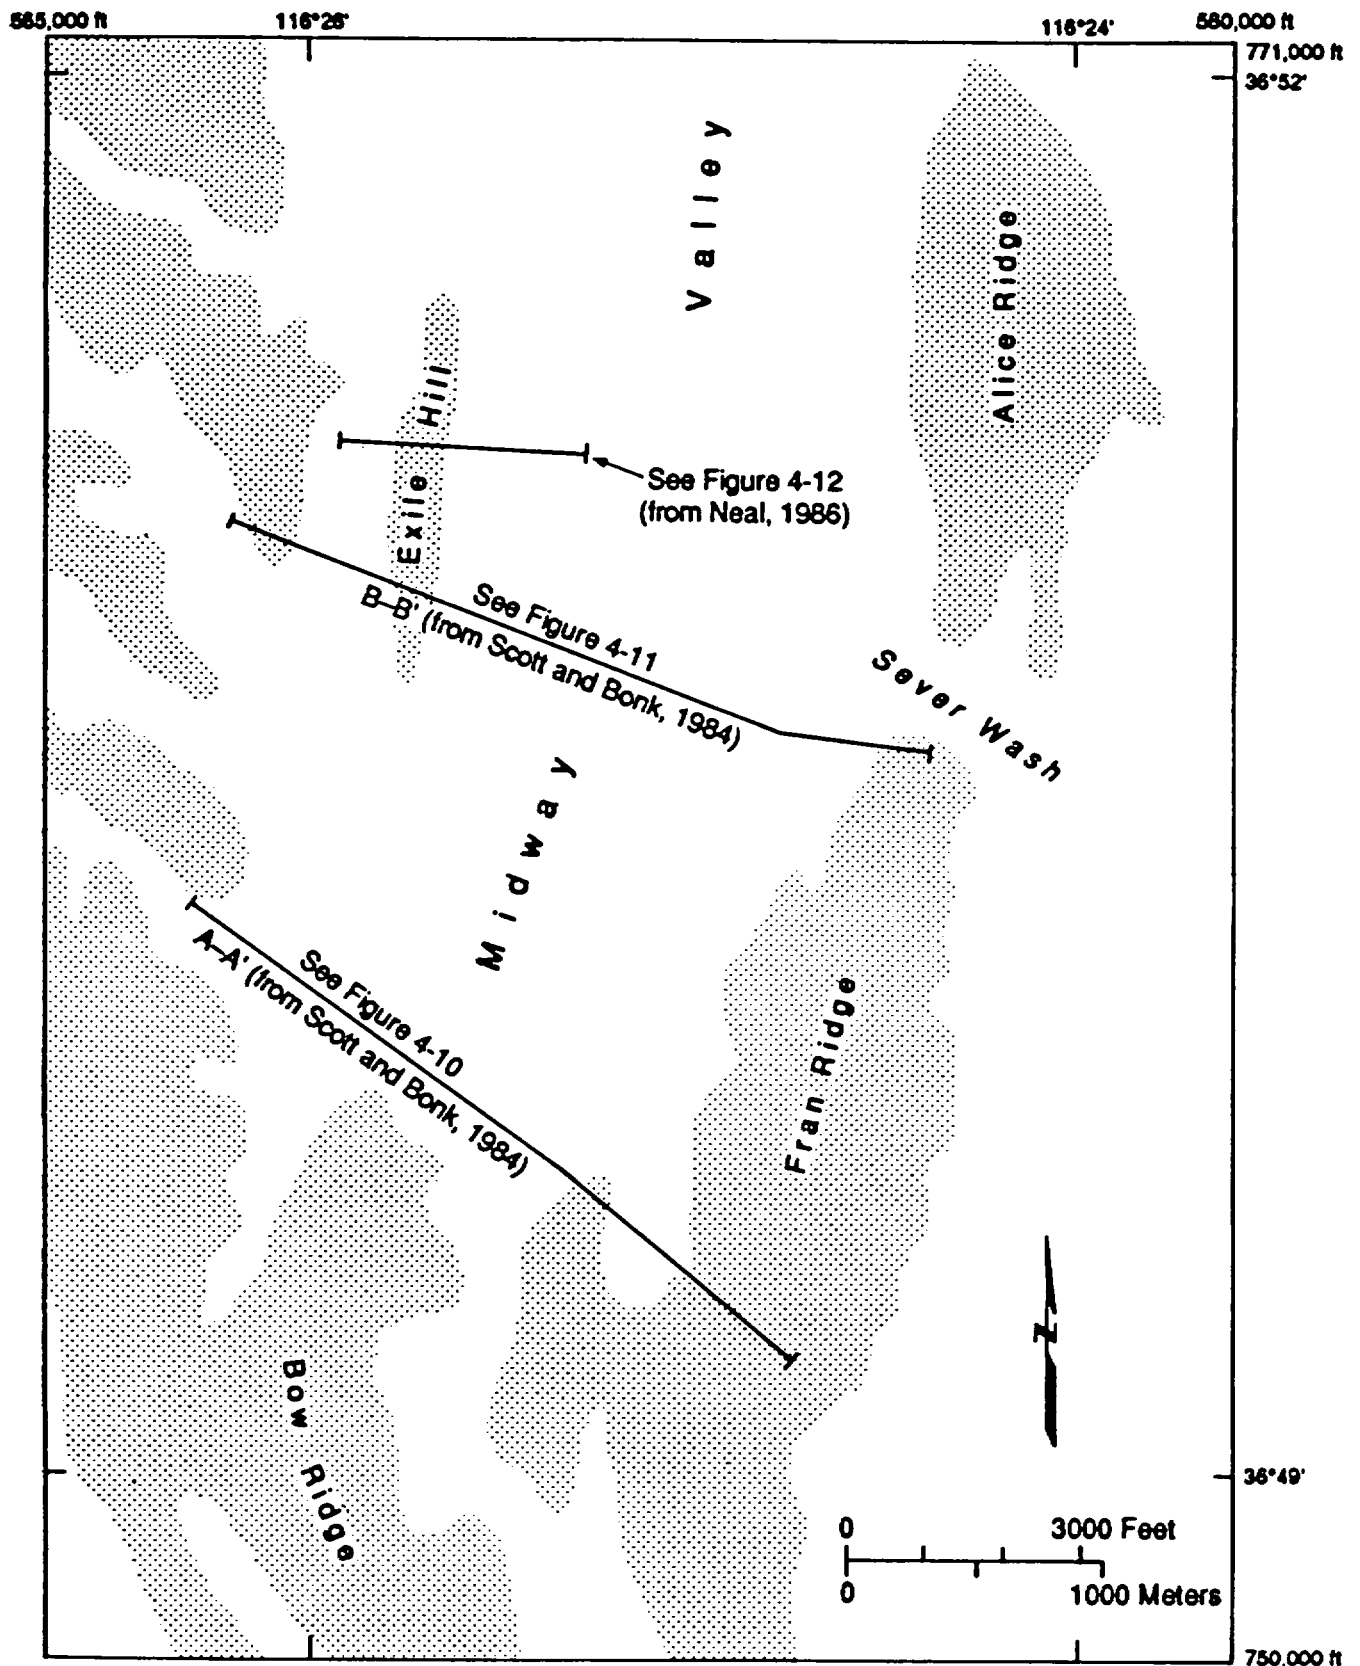 565,000 ft
116°26'
116°24'
580,000 ft
771,000 ft
36°52'
Valley
Alice Ridge
Exile Hill
See Figure 4-12
(from Neal, 1986)
See Figure 4-11
B–B' (from Scott and Bonk, 1984)
Sever Wash
Midway
See Figure 4-10
A–A' (from Scott and Bonk, 1984)
Fran Ridge
Bow Ridge
N
36°49'
0
3000 Feet
0
1000 Meters
750,000 ft